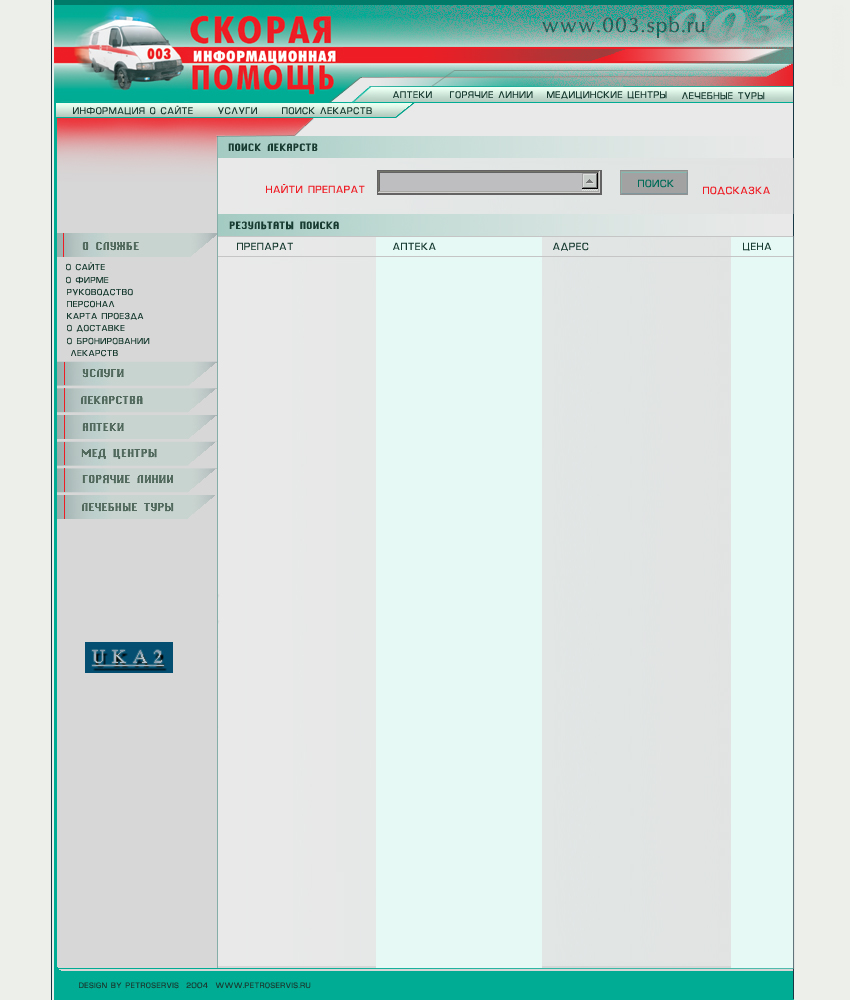 СКОРАЯ
ИНФОРМАЦИОННАЯ
ПОМОЩЬ
003
www.003.spb.ru
003
АПТЕКИ ГОРЯЧИЕ ЛИНИИ МЕДИЦИНСКИЕ ЦЕНТРЫ ЛЕЧЕБНЫЕ ТУРЫ
ИНФОРМАЦИЯ О САЙТЕ УСЛУГИ ПОИСК ЛЕКАРСТВ
ПОИСК ЛЕКАРСТВ
НАЙТИ ПРЕПАРАТ ПОИСК ПОДСКАЗКА
РЕЗУЛЬТАТЫ ПОИСКА
ПРЕПАРАТ АПТЕКА АДРЕС ЦЕНА
О СЛУЖБЕ
О САЙТЕ
О ФИРМЕ
РУКОВОДСТВО
ПЕРСОНАЛ
КАРТА ПРОЕЗДА
О ДОСТАВКЕ
О БРОНИРОВАНИИ
ЛЕКАРСТВ
УСЛУГИ
ЛЕКАРСТВА
АПТЕКИ
МЕД ЦЕНТРЫ
ГОРЯЧИЕ ЛИНИИ
ЛЕЧЕБНЫЕ ТУРЫ
UKA2
DESIGN BY PETROSERVIS 2004 WWW.PETROSERVIS.RU